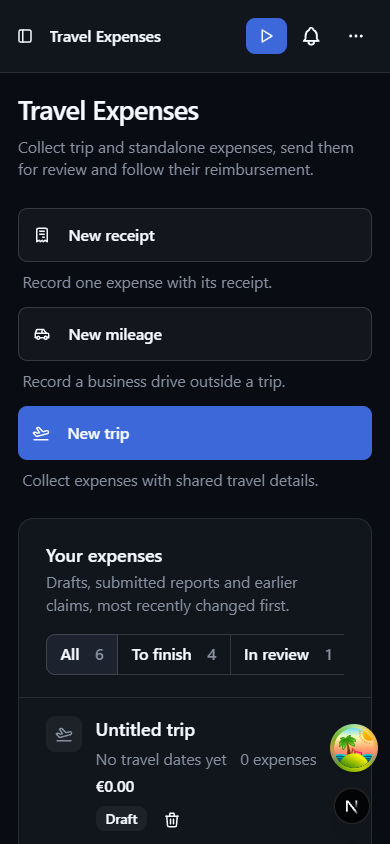 Travel Expenses
Travel Expenses
Collect trip and standalone expenses, send them
for review and follow their reimbursement.
New receipt
Record one expense with its receipt.
New mileage
Record a business drive outside a trip.
New trip
Collect expenses with shared travel details.
Your expenses
Drafts, submitted reports and earlier
claims, most recently changed first.
All 6 To finish 4 In review 1
Untitled trip
No travel dates yet 0 expenses
€0.00
Draft
N